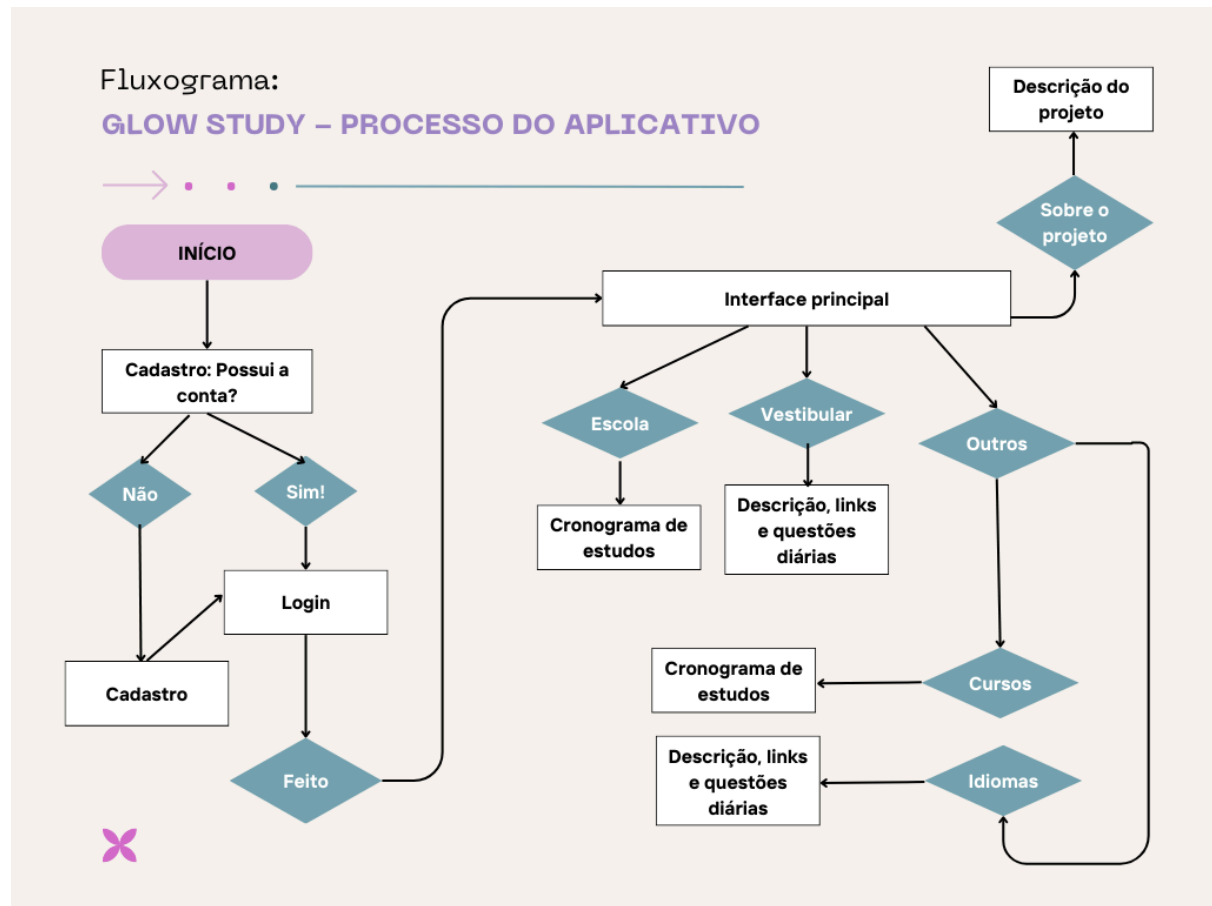 Fluxograma:
GLOW STUDY – PROCESSO DO APLICATIVO
INÍCIO
Cadastro: Possui a
conta?
Não
Sim!
Login
Cadastro
Feito
Interface principal
Sobre o
projeto
Descrição do
projeto
Escola
Cronograma de
estudos
Vestibular
Descrição, links
e questões
diárias
Outros
Cursos
Cronograma de
estudos
Idiomas
Descrição, links
e questões
diárias